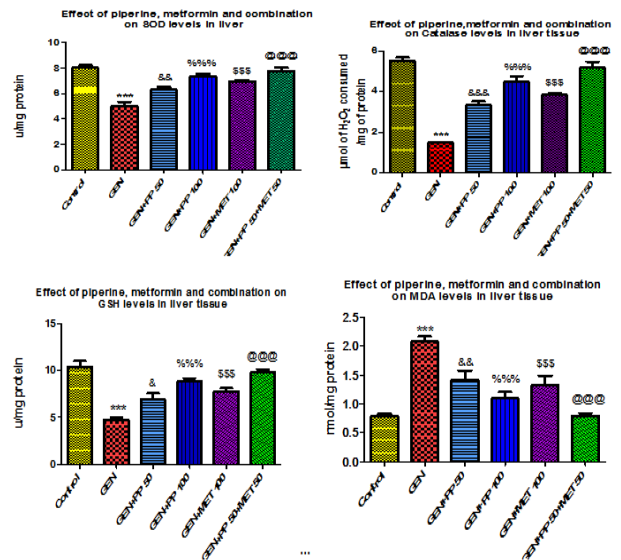 Effect of piperine, metformin and combination
on SOD levels in liver
10
8
6
4
2
0
u/mg protein
***
&&
%%%
$$$
@@@
Control
GEN
GEN+PP 50
GEN+PP 100
GEN+MET 100
GEN+PP 50+MET 50
Effect of piperine,metformin and combination
on Catalase levels in liver tissue
6
4
2
0
µmol of H2O2 consumed
/mg of protein
***
&&&
%%%
$$$
@@@
Control
GEN
GEN+PP 50
GEN+PP 100
GEN+MET 100
GEN+PP 50+MET 50
Effect of piperine, metformin and combination on
GSH levels in liver tissue
15
10
5
0
u/mg protein
***
&
%%%
$$$
@@@
Control
GEN
GEN+PP 50
GEN+PP 100
GEN+MET 100
GEN+PP 50+MET 50
Effect of piperine, metformin and combination
on MDA levels in liver tissue
2.5
2.0
1.5
1.0
0.5
0.0
nmol/mg protein
***
&&
%%%
$$$
@@@
Control
GEN
GEN+PP 50
GEN+PP 100
GEN+MET 100
GEN+PP 50+MET 50
...